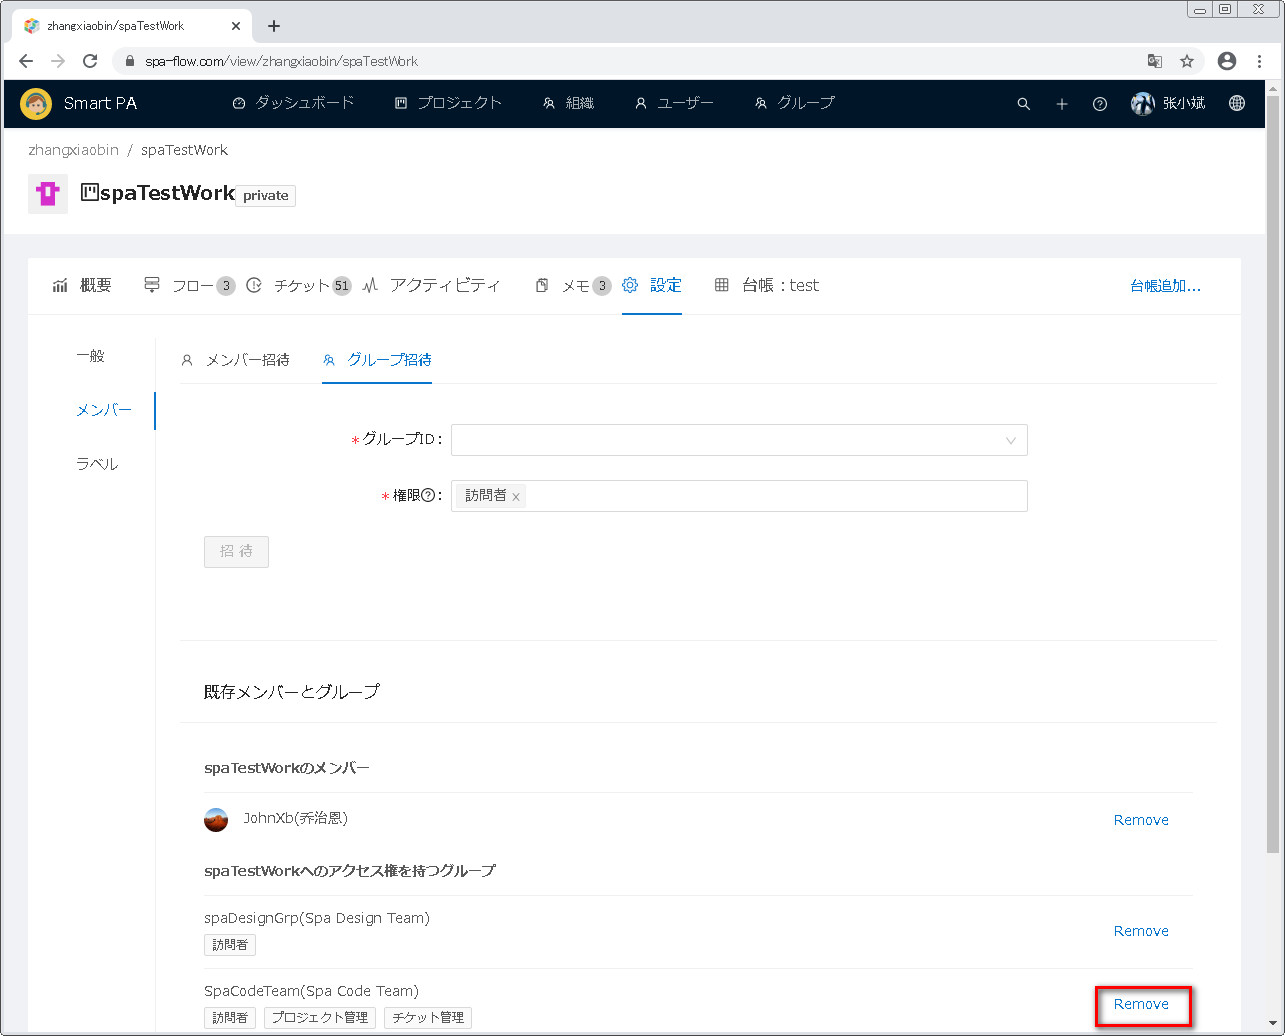 zhangxiaobin/spaTestWork
spa-flow.com/view/zhangxiaobin/spaTestWork
Smart PA ダッシュボード プロジェクト 組織 ユーザー グループ 张小斌
zhangxiaobin / spaTestWork
spaTestWork private
概要 フロー 3 チケット 51 アクティビティ メモ 3 設定 台帳：test 台帳追加...
一般
メンバー
ラベル
メンバー招待 グループ招待
* グループID :
* 権限 : 訪問者 ×
招 待
既存メンバーとグループ
spaTestWorkのメンバー
JohnXb(乔治恩) Remove
spaTestWorkへのアクセス権を持つグループ
spaDesignGrp(Spa Design Team) Remove
訪問者
SpaCodeTeam(Spa Code Team) Remove
訪問者 プロジェクト管理 チケット管理